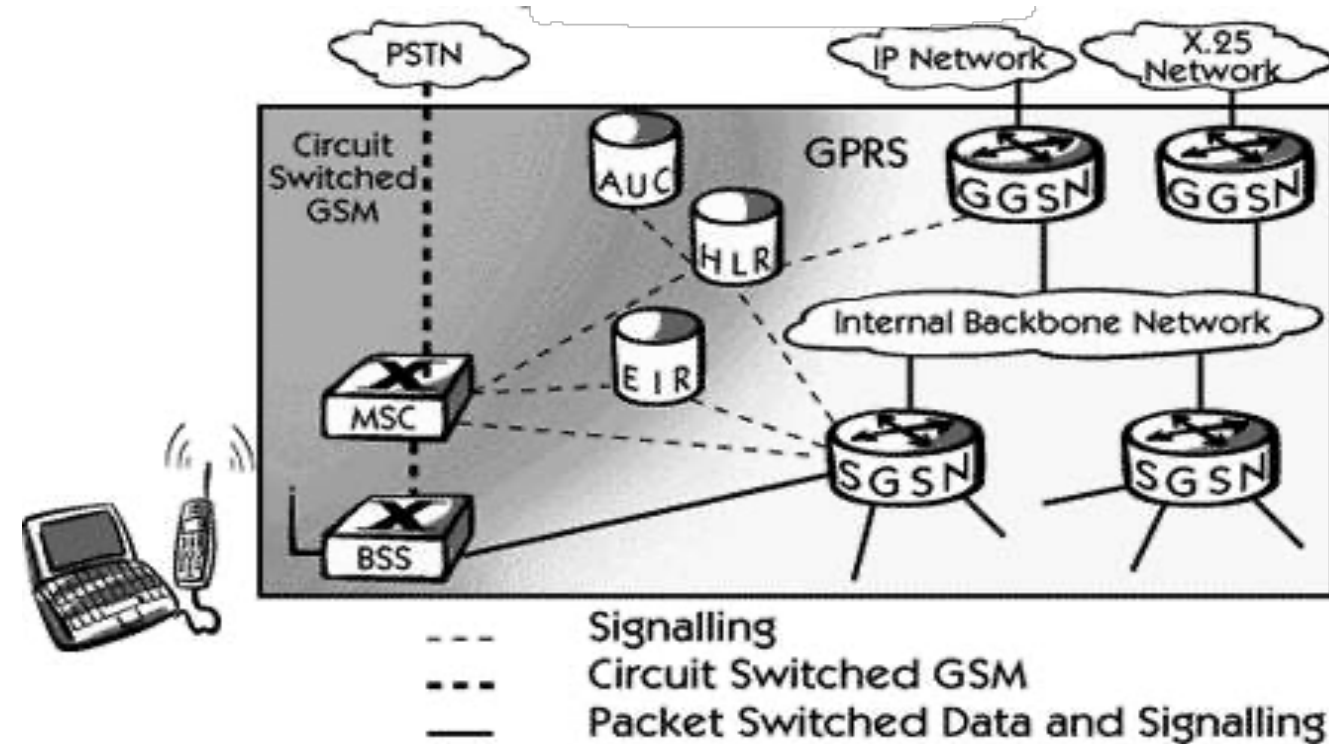 PSTN
IP Network
X.25
Network
Circuit
Switched
GSM
AUC
GPRS
GGSN
GGSN
HLR
Internal Backbone Network
EIR
MSC
SGSN
SGSN
BSS
Signalling
Circuit Switched GSM
Packet Switched Data and Signalling